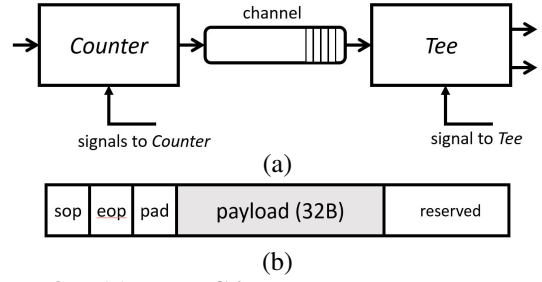 channel
Counter
Tee
signals to Counter
signal to Tee
(a)
sop eop pad payload (32B) reserved
(b)